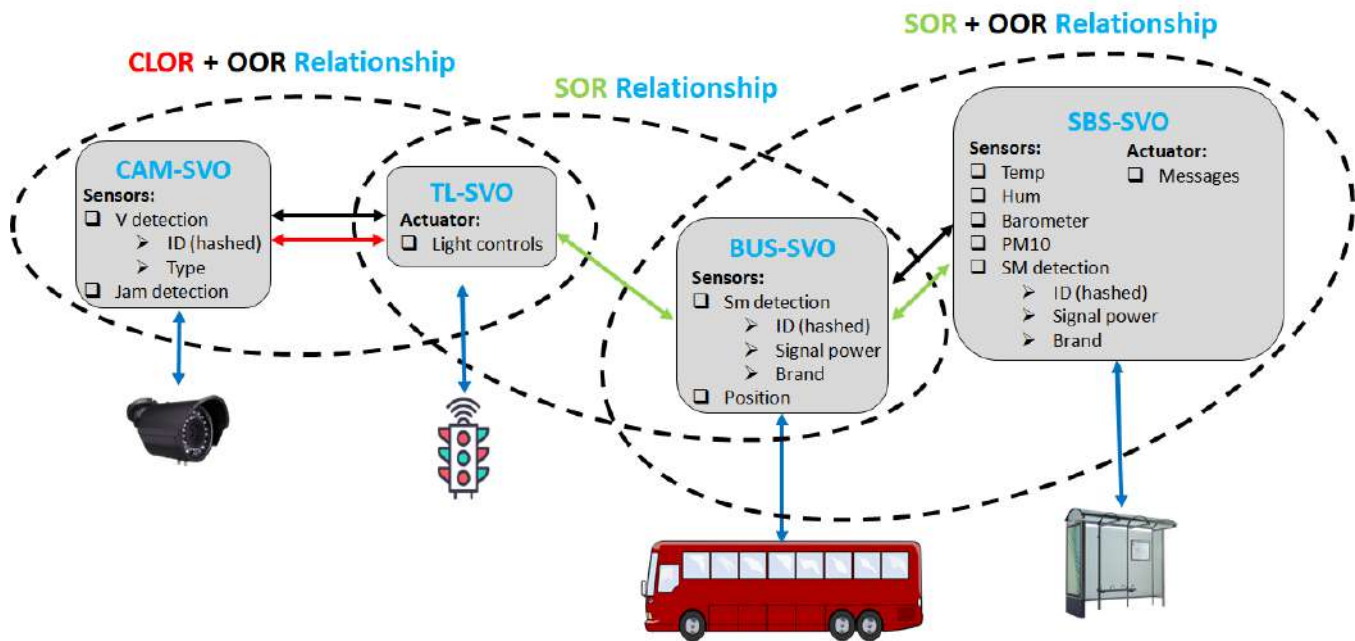 CLOR + OOR Relationship
SOR Relationship
SOR + OOR Relationship
CAM-SVO
Sensors:
❑ V detection
➢ ID (hashed)
➢ Type
❑ Jam detection
TL-SVO
Actuator:
❑ Light controls
BUS-SVO
Sensors:
❑ Sm detection
➢ ID (hashed)
➢ Signal power
➢ Brand
❑ Position
SBS-SVO
Sensors:
❑ Temp
❑ Hum
❑ Barometer
❑ PM10
❑ SM detection
➢ ID (hashed)
➢ Signal power
➢ Brand
Actuator:
❑ Messages